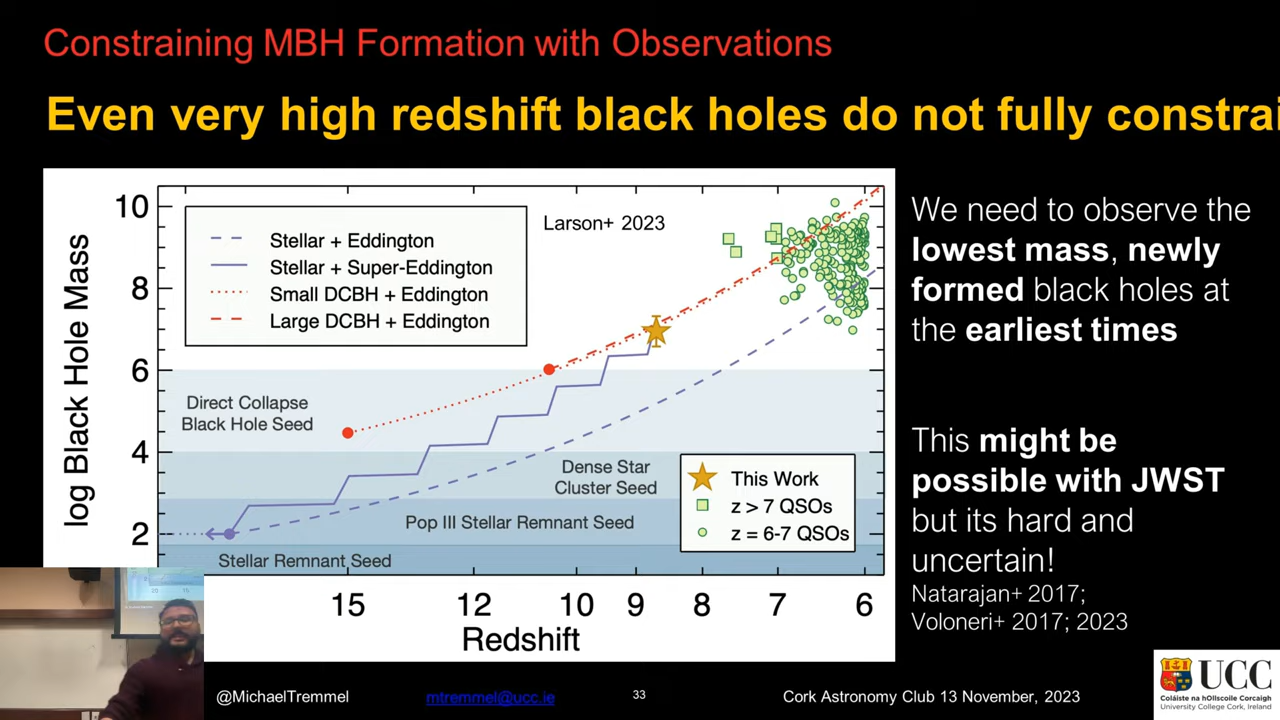 Constraining MBH Formation with Observations
Even very high redshift black holes do not fully constrai
Larson+ 2023
Stellar + Eddington
Stellar + Super-Eddington
Small DCBH + Eddington
Large DCBH + Eddington
log Black Hole Mass
10
8
6
4
2
Direct Collapse
Black Hole Seed
Dense Star
Cluster Seed
Pop III Stellar Remnant Seed
Stellar Remnant Seed
This Work
z > 7 QSOs
z = 6-7 QSOs
15 12 10 9 8 7 6
Redshift
We need to observe the
lowest mass, newly
formed black holes at
the earliest times
This might be
possible with JWST
but its hard and
uncertain!
Natarajan+ 2017;
Voloneri+ 2017; 2023
@MichaelTremmel
mtremmel@ucc.ie
33
Cork Astronomy Club 13 November, 2023
UCC
Coláiste na hOllscoile Corcaigh
University College Cork, Ireland